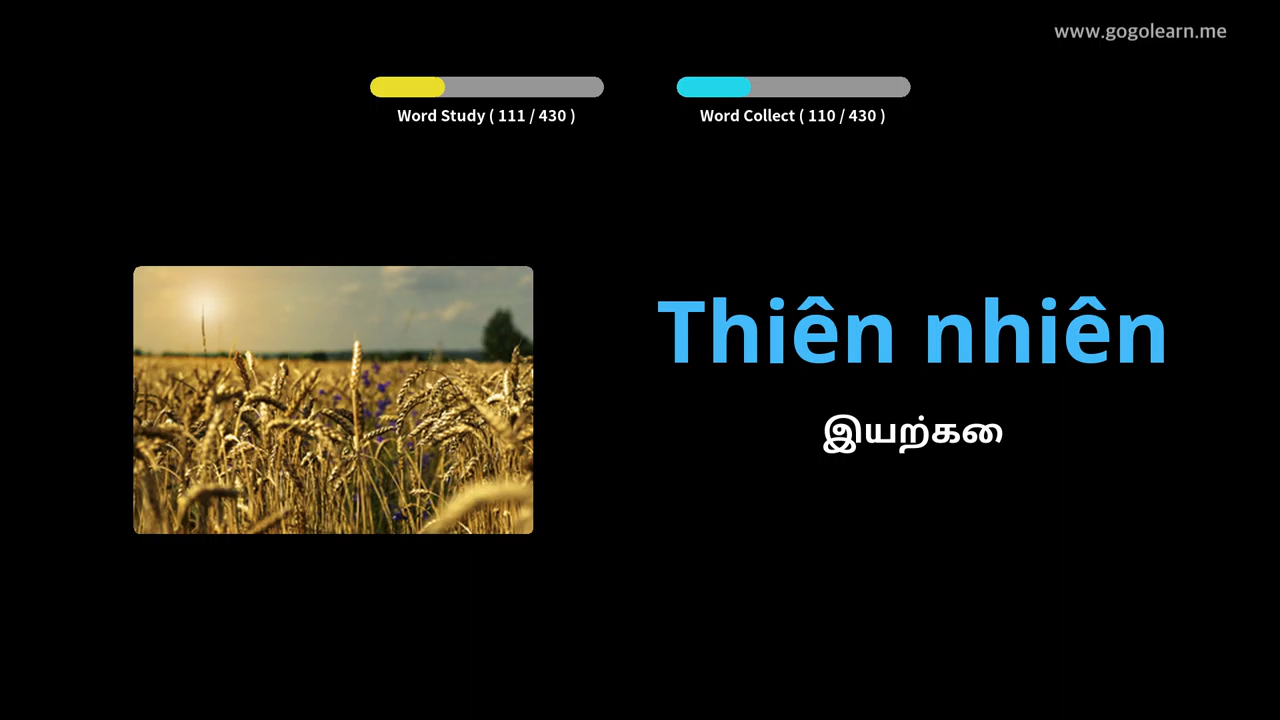 www.gogolearn.me
Word Study ( 111 / 430 )
Word Collect ( 110 / 430 )
Thiên nhiên
இயற்கை